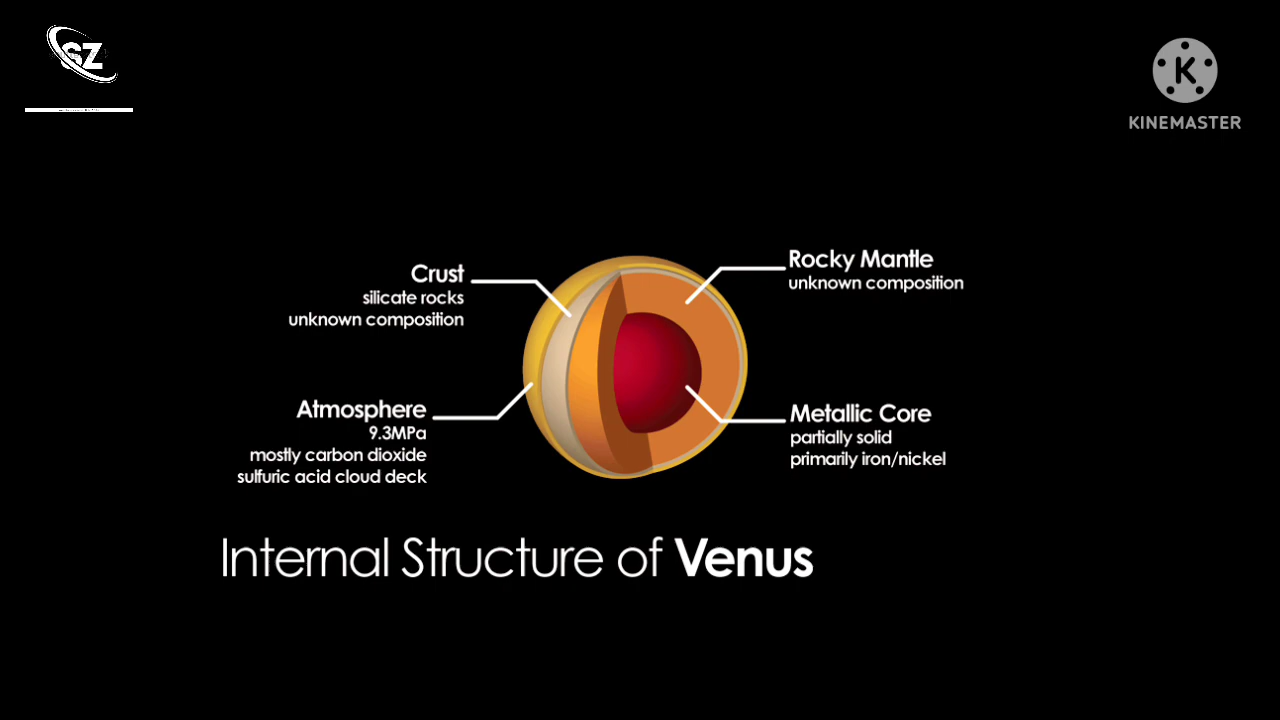 SZ
KINEMASTER
Crust
silicate rocks
unknown composition
Rocky Mantle
unknown composition
Atmosphere
9.3MPa
mostly carbon dioxide
sulfuric acid cloud deck
Metallic Core
partially solid
primarily iron/nickel
Internal Structure of Venus